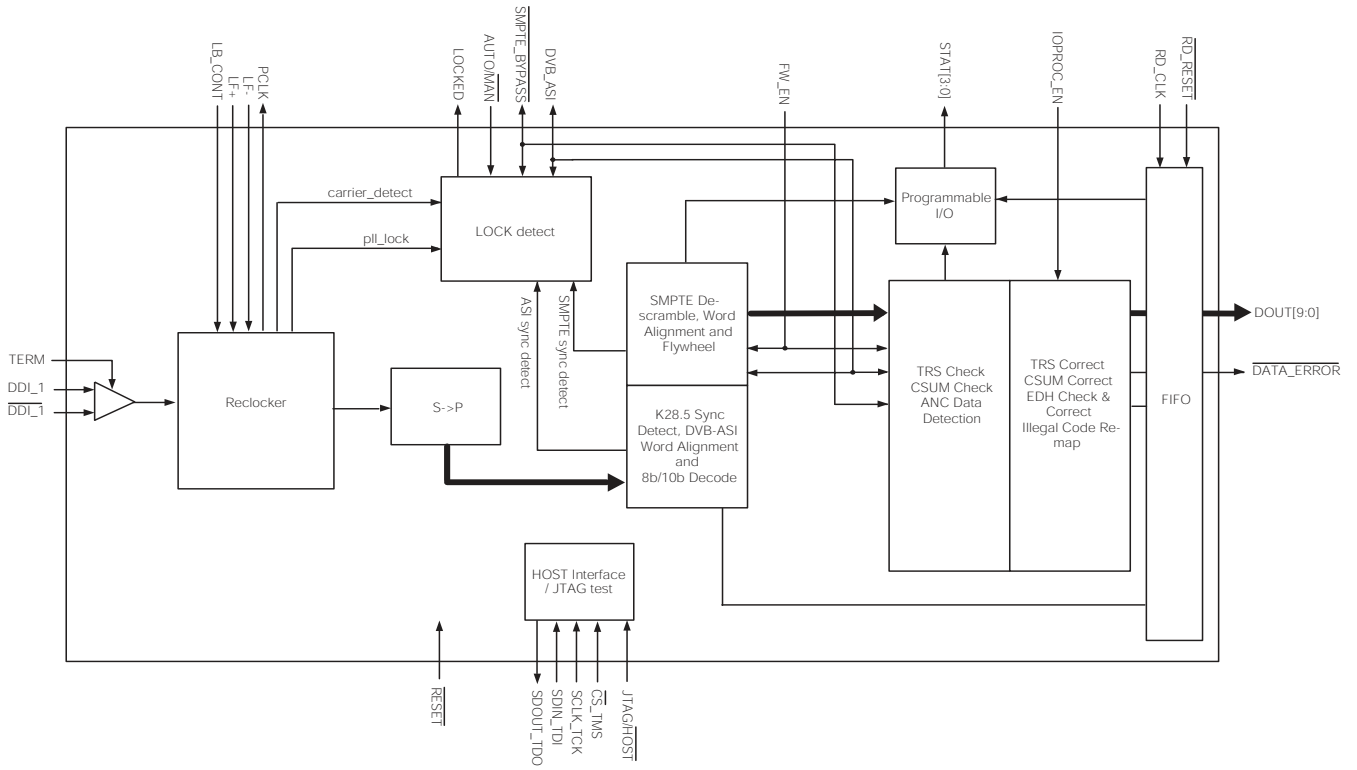 LB_CONT
LF+
LF-
PCLK
LOCKED
AUTO/MAN
SMPTE_BYPASS
DVB_ASI
FW_EN
STAT[3:0]
IOPROC_EN
RD_CLK
RD_RESET
carrier_detect
pll_lock
LOCK detect
Programmable
I/O
ASI sync detect
SMPTE sync detect
SMPTE De-
scramble, Word
Alignment and
Flywheel
K28.5 Sync
Detect, DVB-ASI
Word Alignment
and
8b/10b Decode
TERM
DDI_1
DDI_1
Reclocker
S->P
TRS Check
CSUM Check
ANC Data
Detection
TRS Correct
CSUM Correct
EDH Check &
Correct
Illegal Code Re-
map
FIFO
DOUT[9:0]
DATA_ERROR
HOST Interface
/ JTAG test
RESET
SDOUT_TDO
SDIN_TDI
SCLK_TCK
CS_TMS
JTAG/HOST